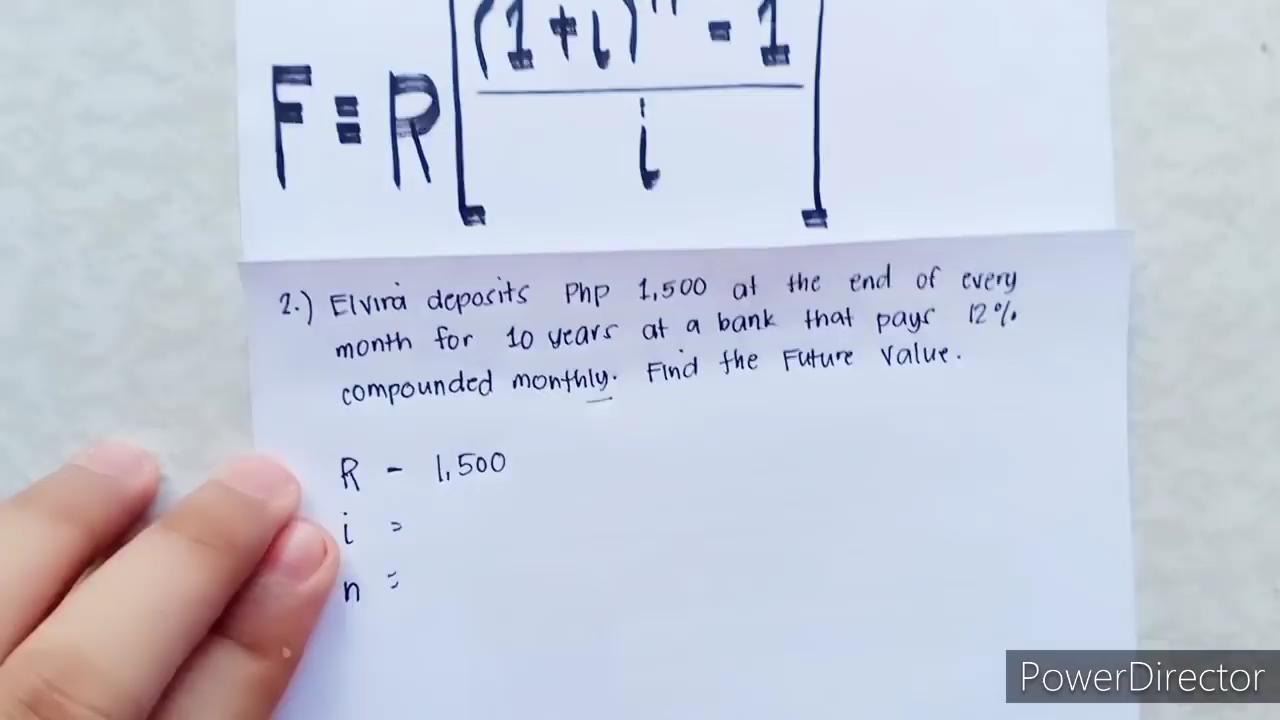 (1+i)ⁿ - 1
F = R
i
2.) Elvira deposits Php 1,500 at the end of every
month for 10 years at a bank that pays 12%
compounded monthly. Find the Future Value.
R - 1,500
i =
n =
PowerDirector